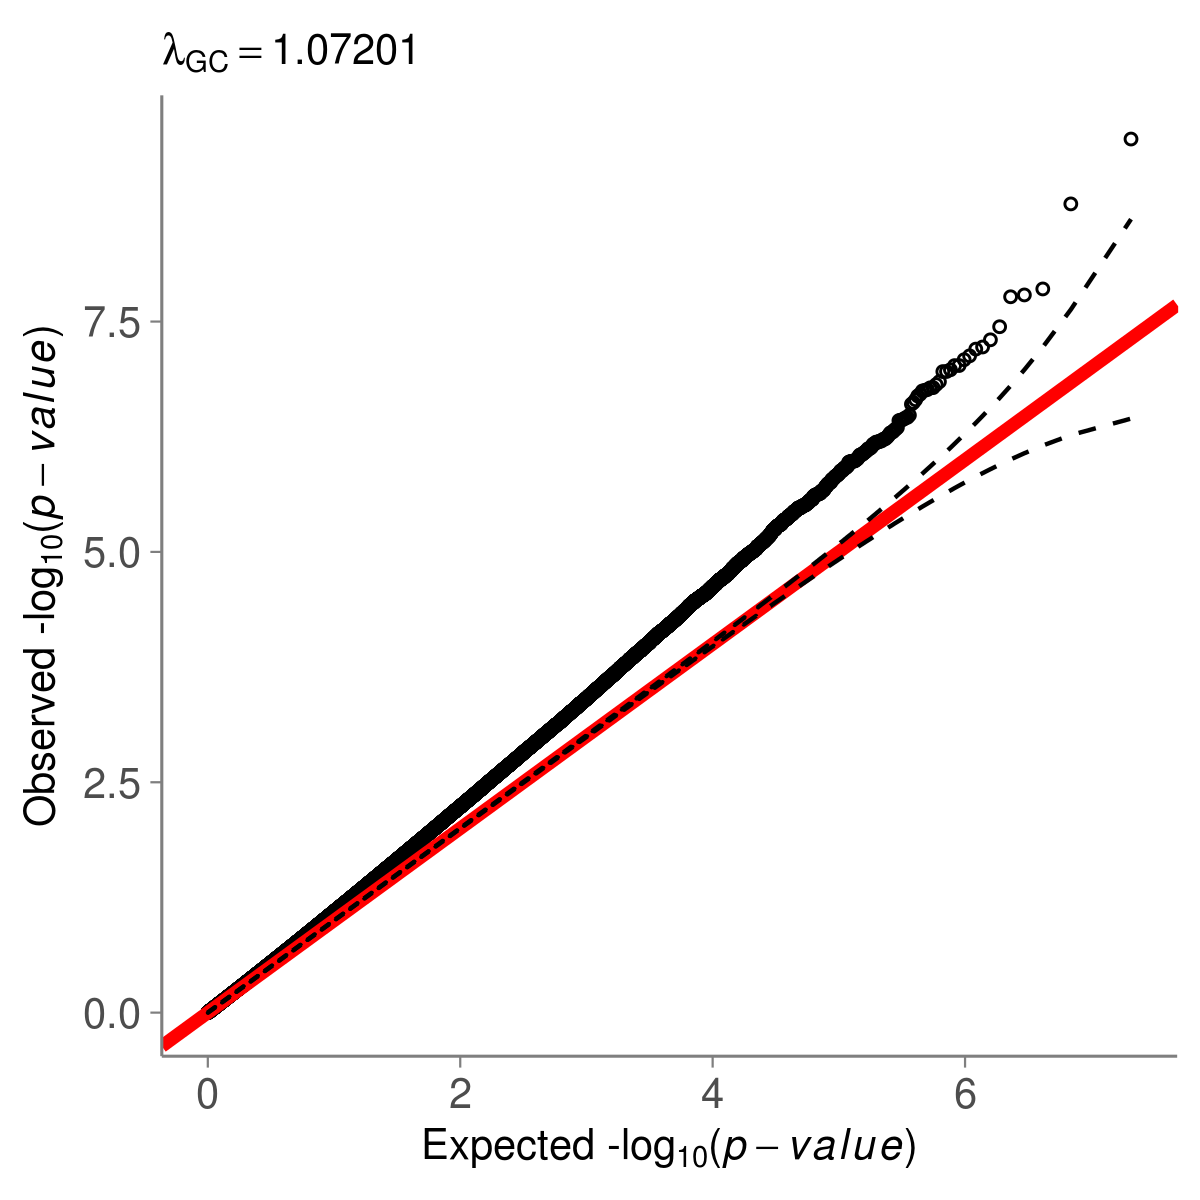 λGC = 1.07201
Observed -log10(p – value)
7.5
5.0
2.5
0.0
0 2 4 6
Expected -log10(p – value)